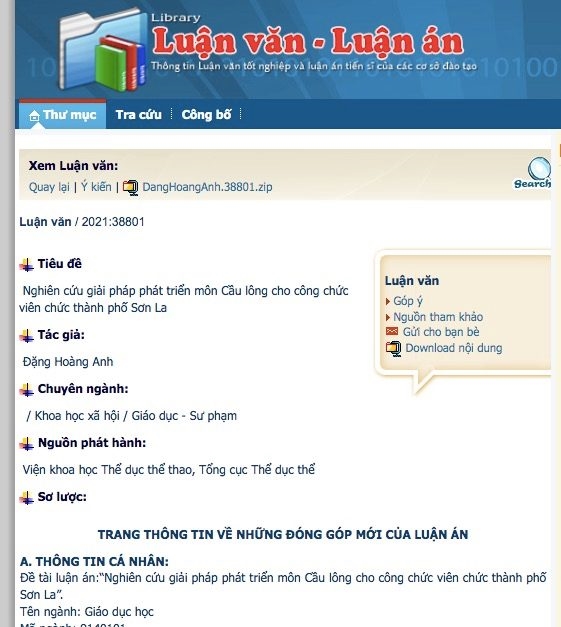 Library
Luận văn - Luận án
Thông tin Luận văn tốt nghiệp và luận án tiến sĩ của các cơ sở đào tạo
Thư mục Tra cứu Công bố
Xem Luận văn:
Quay lại | Ý kiến | DangHoangAnh.38801.zip
Search
Luận văn / 2021:38801
Tiêu đề
Nghiên cứu giải pháp phát triển môn Cầu lông cho công chức
viên chức thành phố Sơn La
Tác giả:
Đặng Hoàng Anh
Chuyên ngành:
/ Khoa học xã hội / Giáo dục - Sư phạm
Nguồn phát hành:
Viện khoa học Thể dục thể thao, Tổng cục Thể dục thể
Sơ lược:
Luận văn
Góp ý
Nguồn tham khảo
Gửi cho bạn bè
Download nội dung
TRANG THÔNG TIN VỀ NHỮNG ĐÓNG GÓP MỚI CỦA LUẬN ÁN
A. THÔNG TIN CÁ NHÂN:
Đề tài luận án:“Nghiên cứu giải pháp phát triển môn Cầu lông cho công chức viên chức thành phố
Sơn La”.
Tên ngành: Giáo dục học